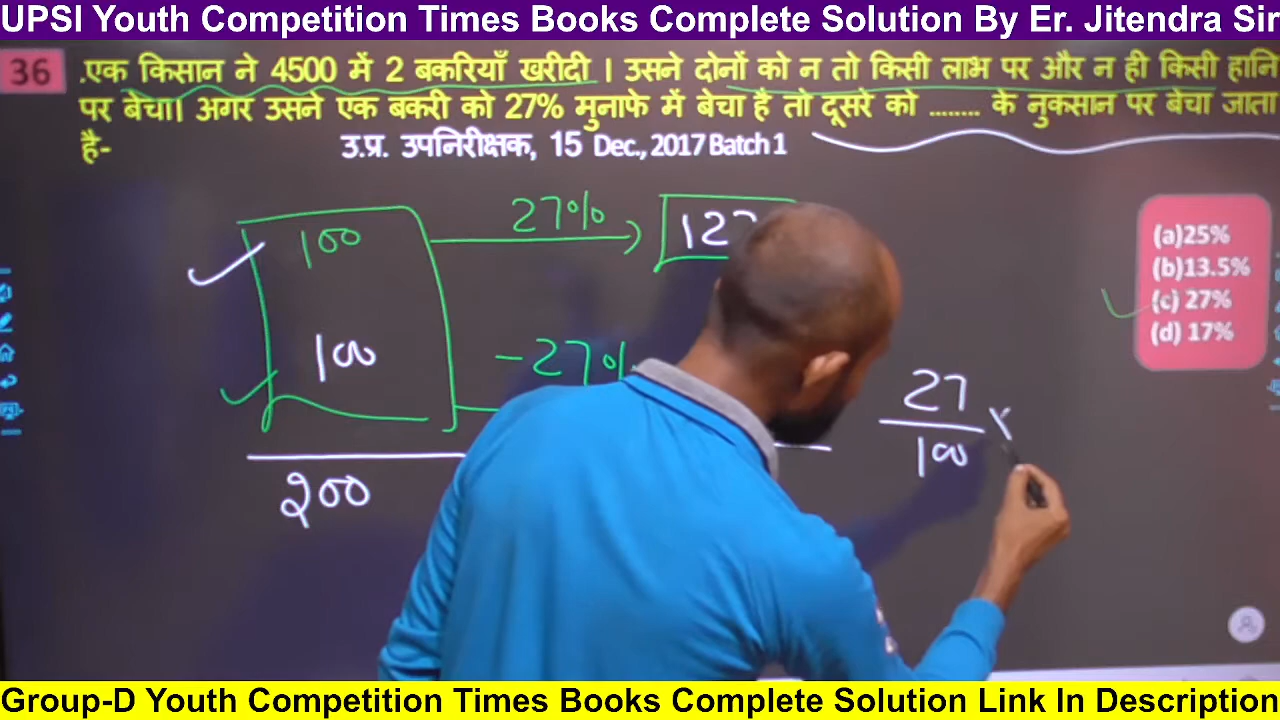 UPSI Youth Competition Times Books Complete Solution By Er. Jitendra Sir
36 .एक किसान ने 4500 में 2 बकरियाँ खरीदी । उसने दोनों को न तो किसी लाभ पर और न ही किसी हानि
पर बेचा। अगर उसने एक बकरी को 27% मुनाफे में बेचा है तो दूसरे को ........ के नुकसान पर बेचा जाता
है-
उ.प्र. उपनिरीक्षक, 15 Dec., 2017 Batch 1
100 27% 127
100 -27%
200
27
100 x
(a)25%
(b)13.5%
(c) 27%
(d) 17%
Group-D Youth Competition Times Books Complete Solution Link In Description